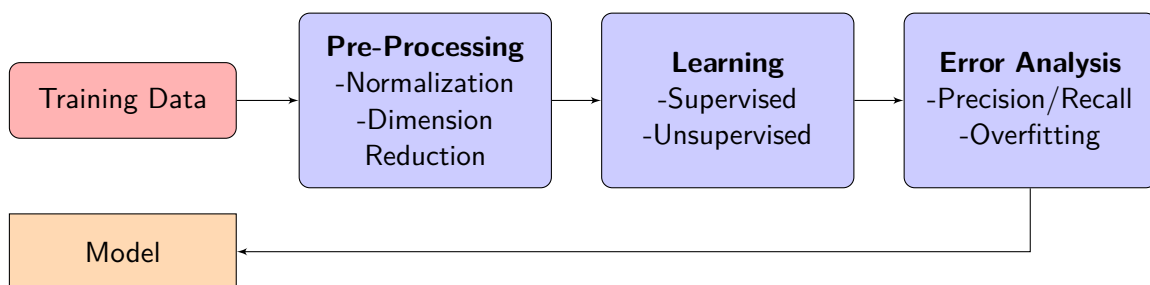 Training Data
Pre-Processing
-Normalization
-Dimension
Reduction
Learning
-Supervised
-Unsupervised
Error Analysis
-Precision/Recall
-Overfitting
Model